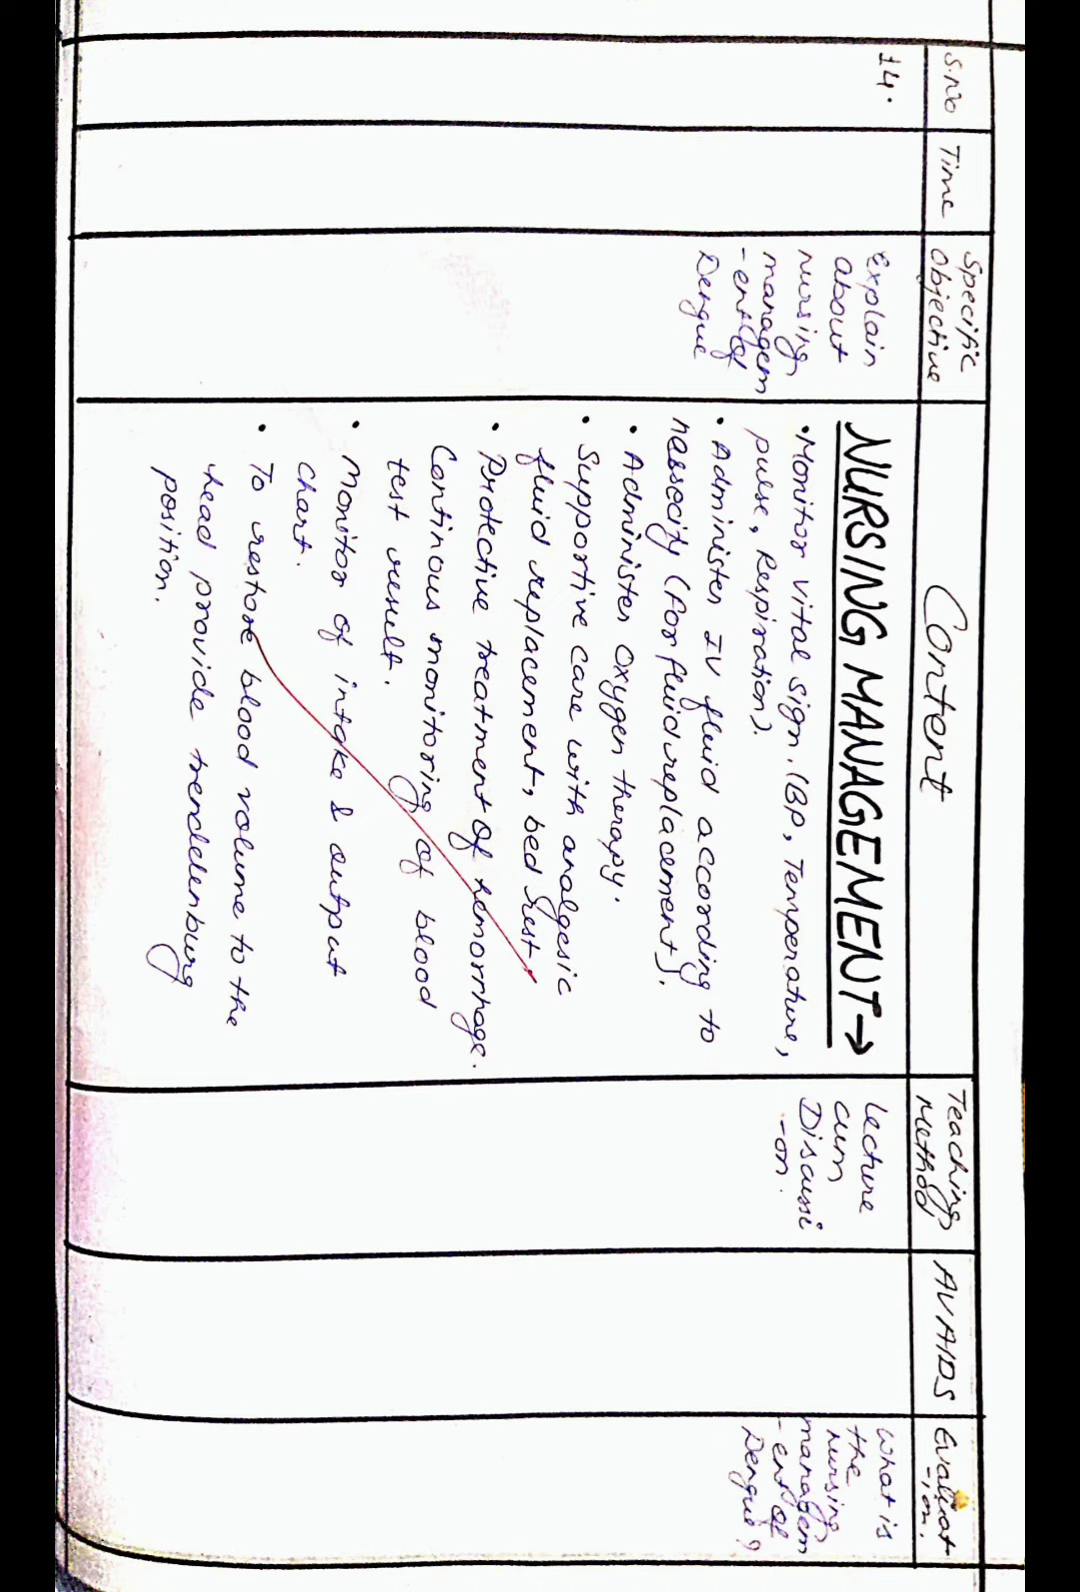 S.No
Time
Specific
Objective
Content
Teaching
Method
AV AIDS
Evaluat
-ion.
14.
Explain
about
nursing
managem
-ent of
Dengue
NURSING MANAGEMENT→
• Monitor vital sign. (BP, Temperature,
pulse, Respiration).
• Administer IV fluid according to
nessecity (for fluid replacement).
• Administer oxygen therapy.
• Supportive care with analgesic
fluid replacement, bed rest.
• Protective treatment of hemorrhage.
Continous monitoring of blood
test result.
• Monitor of intake & output
chart.
• To restore blood volume to the
head provide trendelenburg
position.
Lecture
cum
Discussi
-on.
What is
the
nursing
managem
-ent of
Dengue?